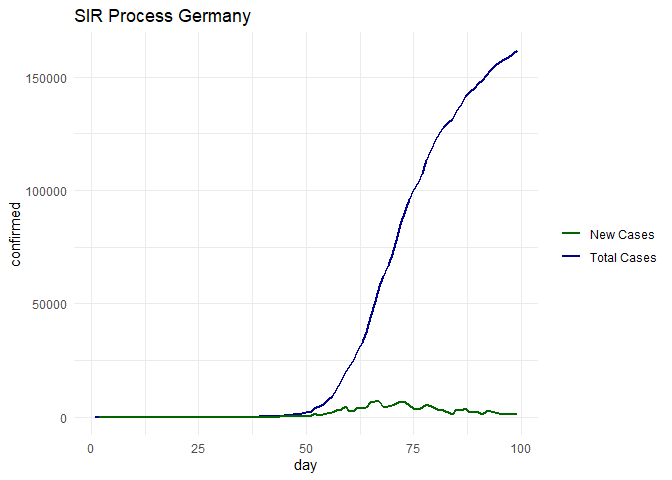 SIR Process Germany
150000
100000
50000
0
confirmed
0 25 50 75 100
day
New Cases
Total Cases